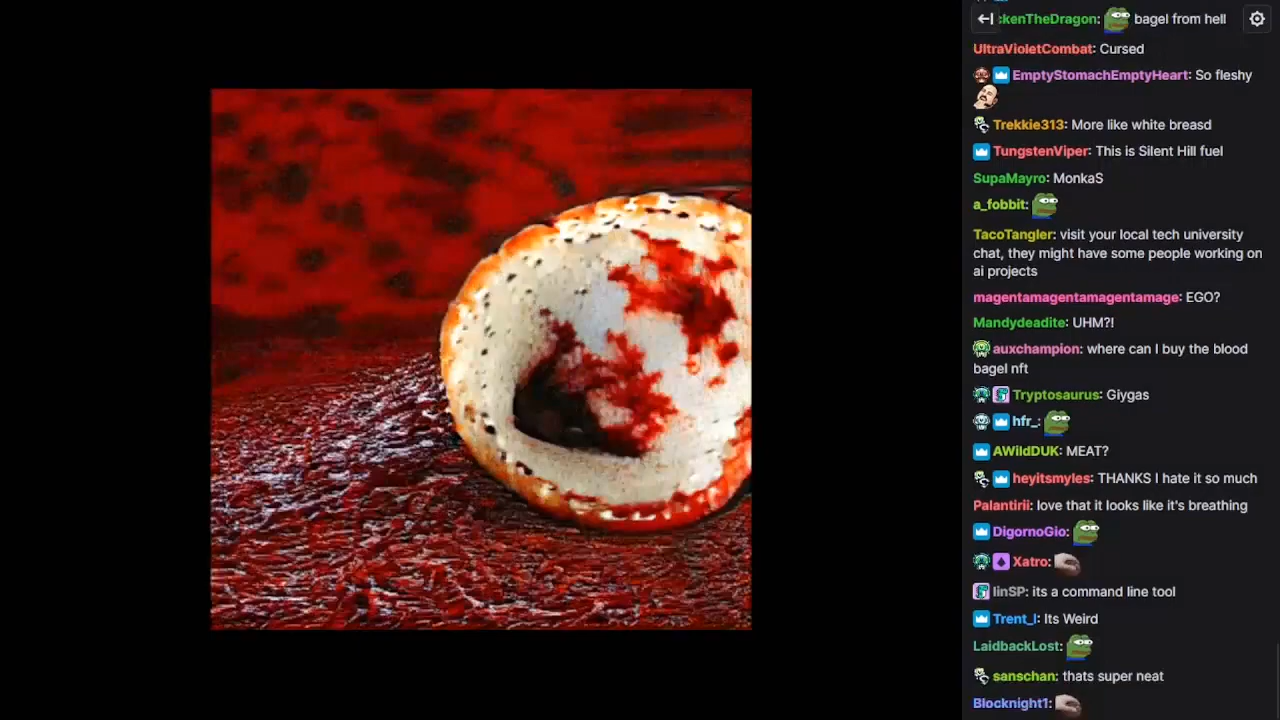 ckenTheDragon: bagel from hell
UltraVioletCombat: Cursed
EmptyStomachEmptyHeart: So fleshy
Trekkie313: More like white breasd
TungstenViper: This is Silent Hill fuel
SupaMayro: MonkaS
a_fobbit:
TacoTangler: visit your local tech university
chat, they might have some people working on
ai projects
magentamagentamagentamage: EGO?
Mandydeadite: UHM?!
auxchampion: where can I buy the blood
bagel nft
Tryptosaurus: Giygas
hfr_:
AWildDUK: MEAT?
heyitsmyles: THANKS I hate it so much
Palantirii: love that it looks like it's breathing
DigornoGio:
Xatro:
linSP: its a command line tool
Trent_I: Its Weird
LaidbackLost:
sanschan: thats super neat
Blocknight1: